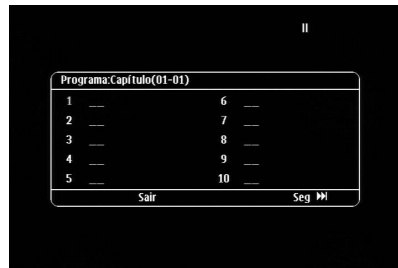 Programa:Capítulo(01-01)
1 __ 6 __
2 __ 7 __
3 __ 8 __
4 __ 9 __
5 __ 10 __
Sair Seg